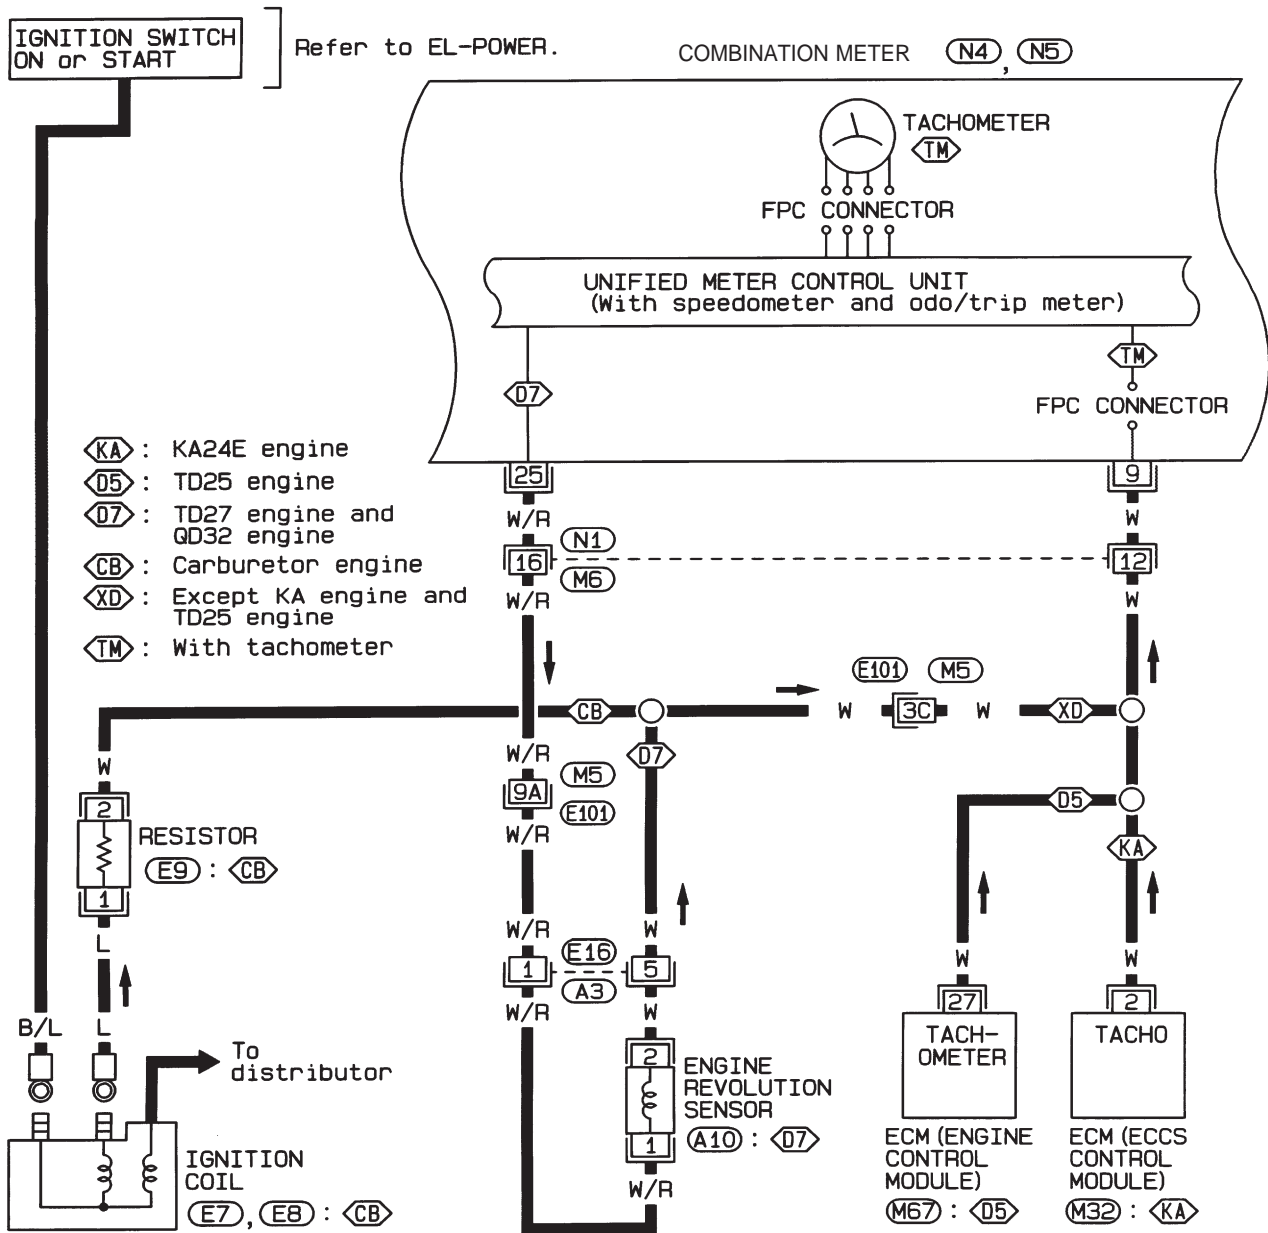 IGNITION SWITCH
ON or START
Refer to EL-POWER.
COMBINATION METER N4 , N5
TACHOMETER
TM
FPC CONNECTOR
UNIFIED METER CONTROL UNIT
(With speedometer and odo/trip meter)
D7
TM
FPC CONNECTOR
KA : KA24E engine
D5 : TD25 engine
D7 : TD27 engine and
QD32 engine
CB : Carburetor engine
XD : Except KA engine and
TD25 engine
TM : With tachometer
25
9
W/R
W
16
N1
M6
12
W/R
W
E101 M5
CB
W
3C
W
XD
W
W/R
D7
9A
M5
E101
W/R
D5
KA
2
RESISTOR
E9 : CB
1
L
W/R
W
W
W
1
E16
A3
5
W/R
W
27
2
TACH-
OMETER
TACHO
B/L
L
To
distributor
2
ENGINE
REVOLUTION
SENSOR
A10 : D7
1
W/R
IGNITION
COIL
E7 , E8 : CB
ECM (ENGINE
CONTROL
MODULE)
M67 : D5
ECM (ECCS
CONTROL
MODULE)
M32 : KA